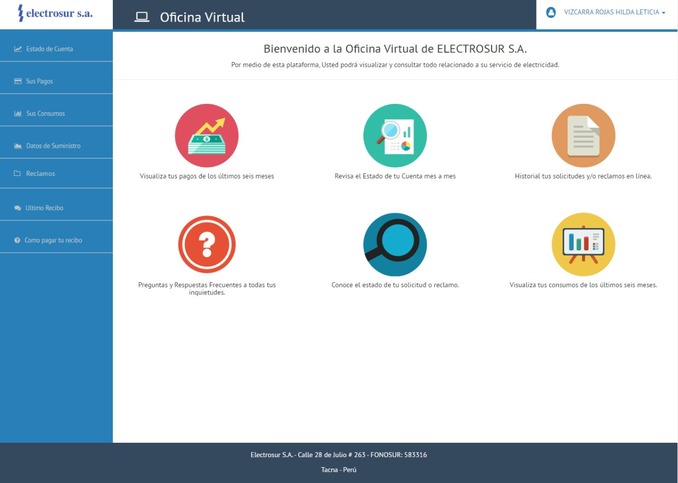 electrosur s.a.
Oficina Virtual
VIZCARRA ROJAS HILDA LETICIA
Estado de Cuenta
Sus Pagos
Sus Consumos
Datos de Suministro
Reclamos
Ultimo Recibo
Como pagar tu recibo
Bienvenido a la Oficina Virtual de ELECTROSUR S.A.
Por medio de esta plataforma, Usted podrá visualizar y consultar todo relacionado a su servicio de electricidad.
Visualiza tus pagos de los últimos seis meses
Revisa el Estado de tu Cuenta mes a mes
Historial tus solicitudes y/o reclamos en línea.
Preguntas y Respuestas Frecuentes a todas tus
inquietudes.
Conoce el estado de tu solicitud o reclamo.
Visualiza tus consumos de los últimos seis meses.
Electrosur S.A. - Calle 28 de Julio # 263 - FONOSUR: 583316
Tacna - Perú